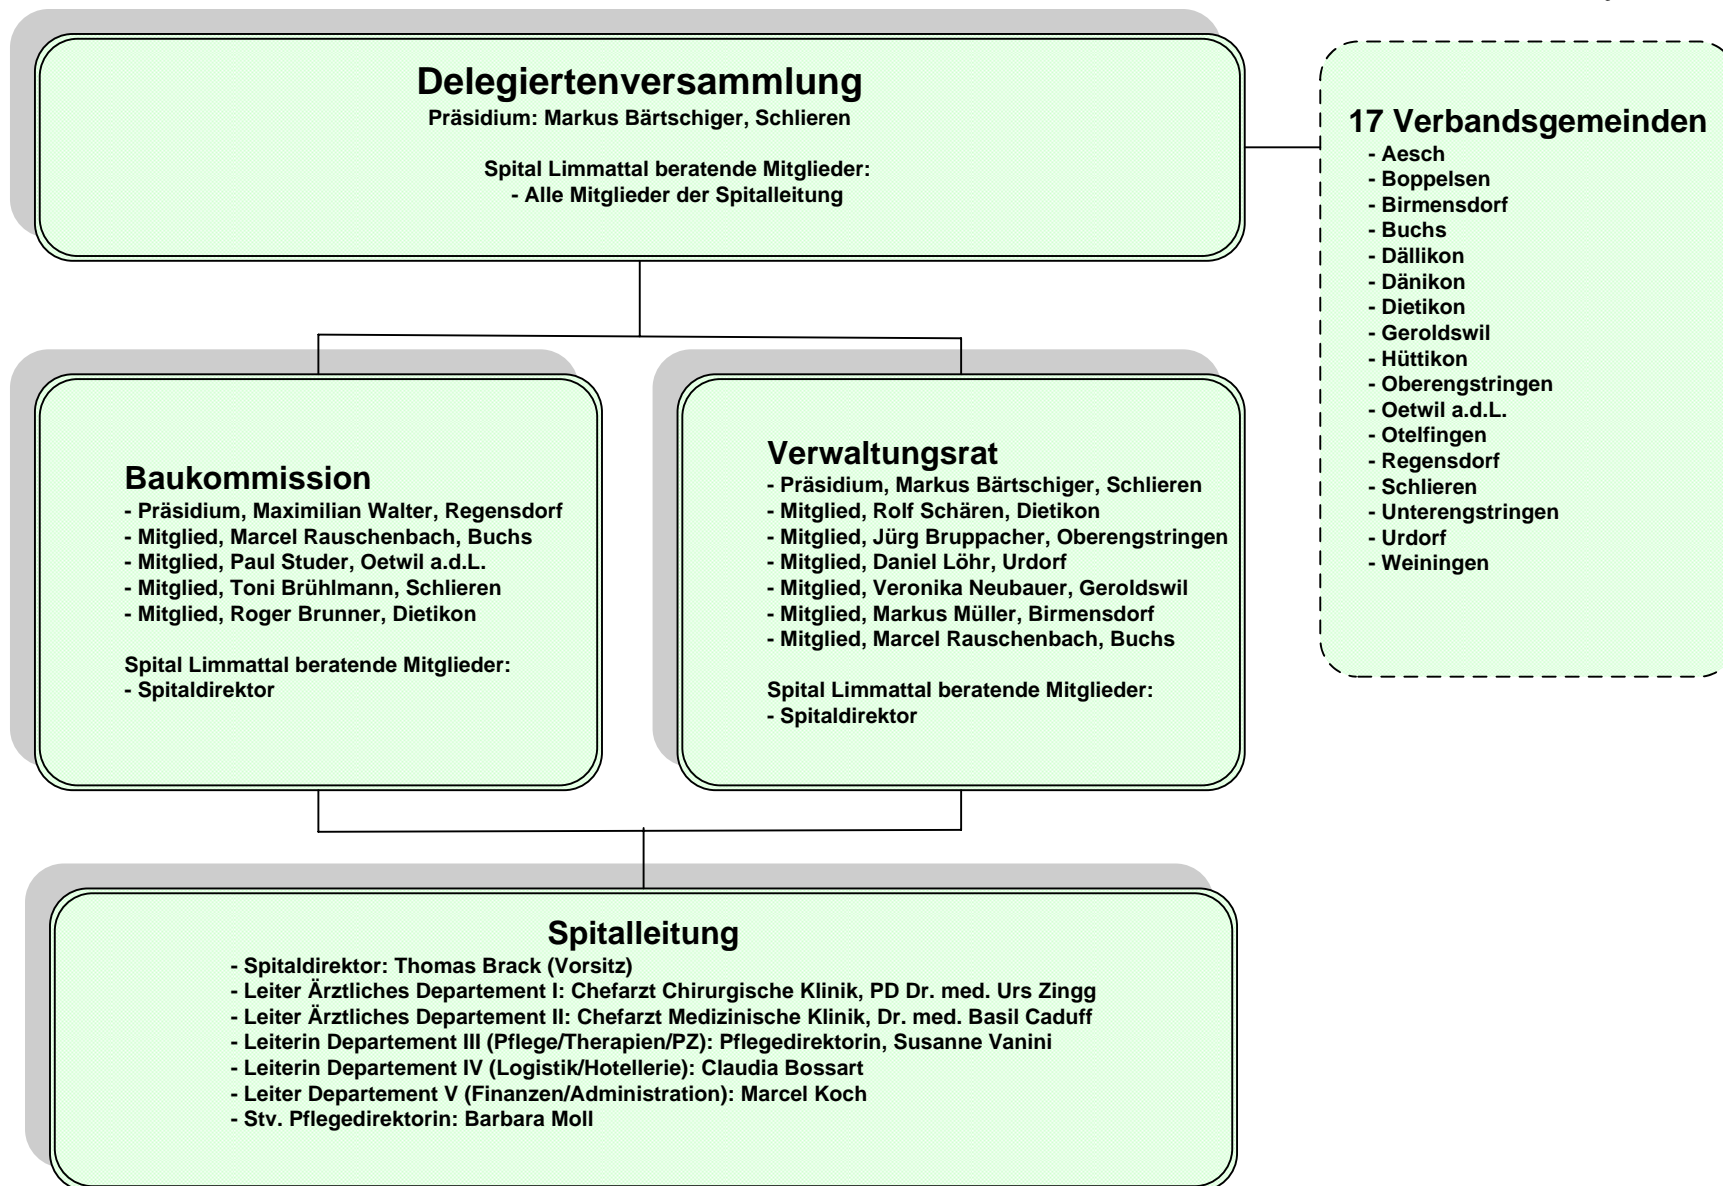 Delegiertenversammlung
Präsidium: Markus Bärtschiger, Schlieren
Spital Limmattal beratende Mitglieder:
- Alle Mitglieder der Spitalleitung
17 Verbandsgemeinden
- Aesch
- Boppelsen
- Birmensdorf
- Buchs
- Dällikon
- Dänikon
- Dietikon
- Geroldswil
- Hüttikon
- Oberengstringen
- Oetwil a.d.L.
- Otelfingen
- Regensdorf
- Schlieren
- Unterengstringen
- Urdorf
- Weiningen
Baukommission
- Präsidium, Maximilian Walter, Regensdorf
- Mitglied, Marcel Rauschenbach, Buchs
- Mitglied, Paul Studer, Oetwil a.d.L.
- Mitglied, Toni Brühlmann, Schlieren
- Mitglied, Roger Brunner, Dietikon
Spital Limmattal beratende Mitglieder:
- Spitaldirektor
Verwaltungsrat
- Präsidium, Markus Bärtschiger, Schlieren
- Mitglied, Rolf Schären, Dietikon
- Mitglied, Jürg Bruppacher, Oberengstringen
- Mitglied, Daniel Löhr, Urdorf
- Mitglied, Veronika Neubauer, Geroldswil
- Mitglied, Markus Müller, Birmensdorf
- Mitglied, Marcel Rauschenbach, Buchs
Spital Limmattal beratende Mitglieder:
- Spitaldirektor
Spitalleitung
- Spitaldirektor: Thomas Brack (Vorsitz)
- Leiter Ärztliches Departement I: Chefarzt Chirurgische Klinik, PD Dr. med. Urs Zingg
- Leiter Ärztliches Departement II: Chefarzt Medizinische Klinik, Dr. med. Basil Caduff
- Leiterin Departement III (Pflege/Therapien/PZ): Pflegedirektorin, Susanne Vanini
- Leiterin Departement IV (Logistik/Hotellerie): Claudia Bossart
- Leiter Departement V (Finanzen/Administration): Marcel Koch
- Stv. Pflegedirektorin: Barbara Moll